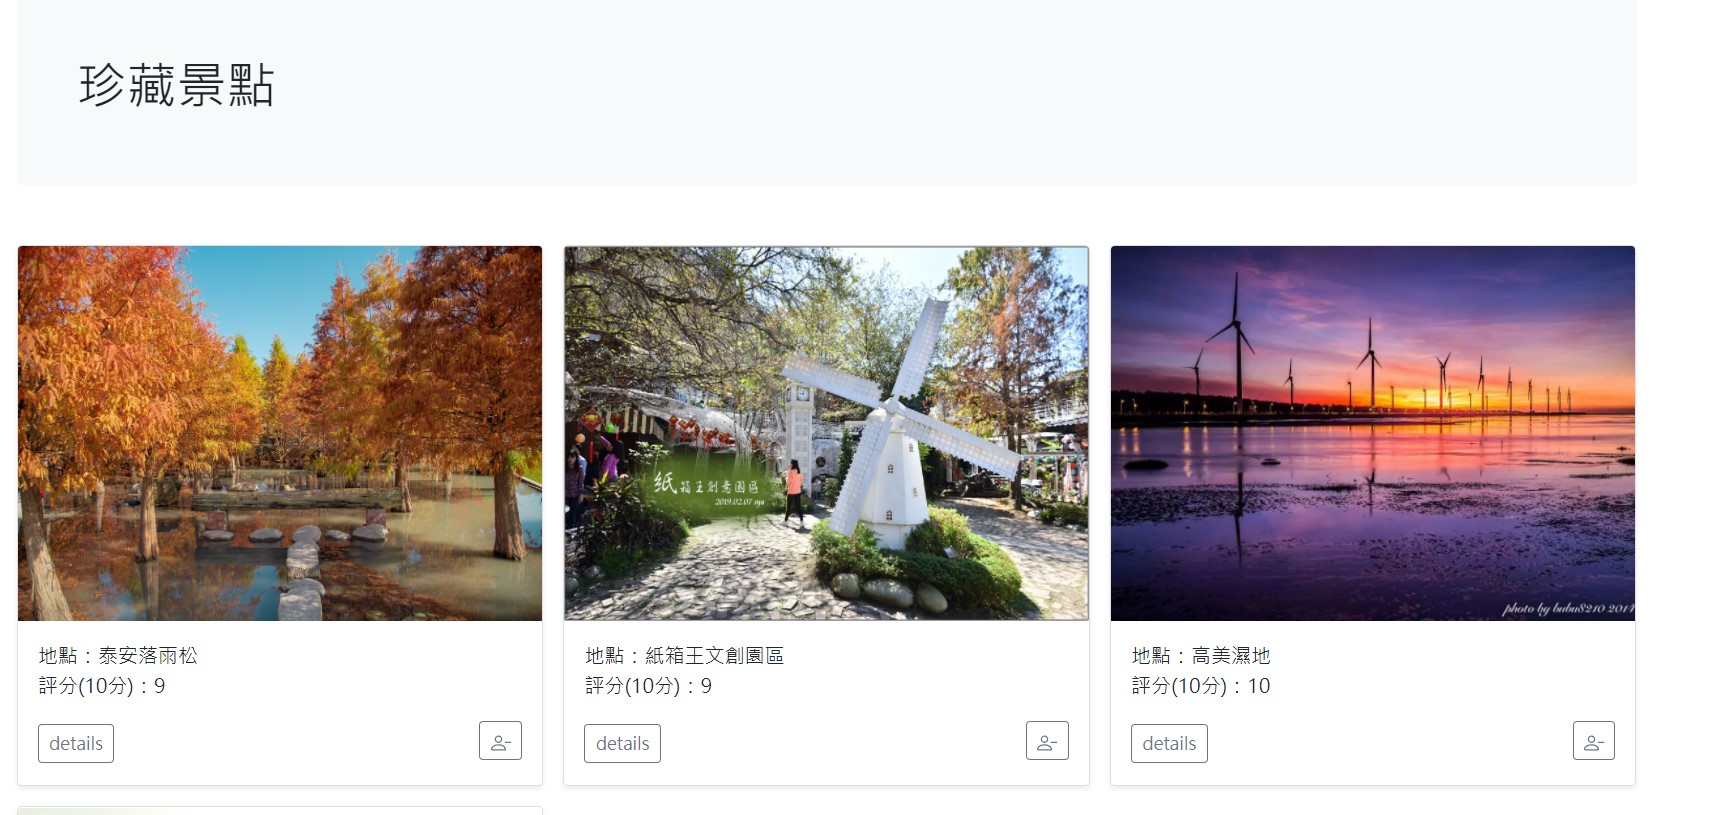 珍藏景點
紙箱王創意園區
2019.02.07 nys
photo by bubu8210 2014
地點：泰安落雨松
評分(10分)：9
details
地點：紙箱王文創園區
評分(10分)：9
details
地點：高美濕地
評分(10分)：10
details